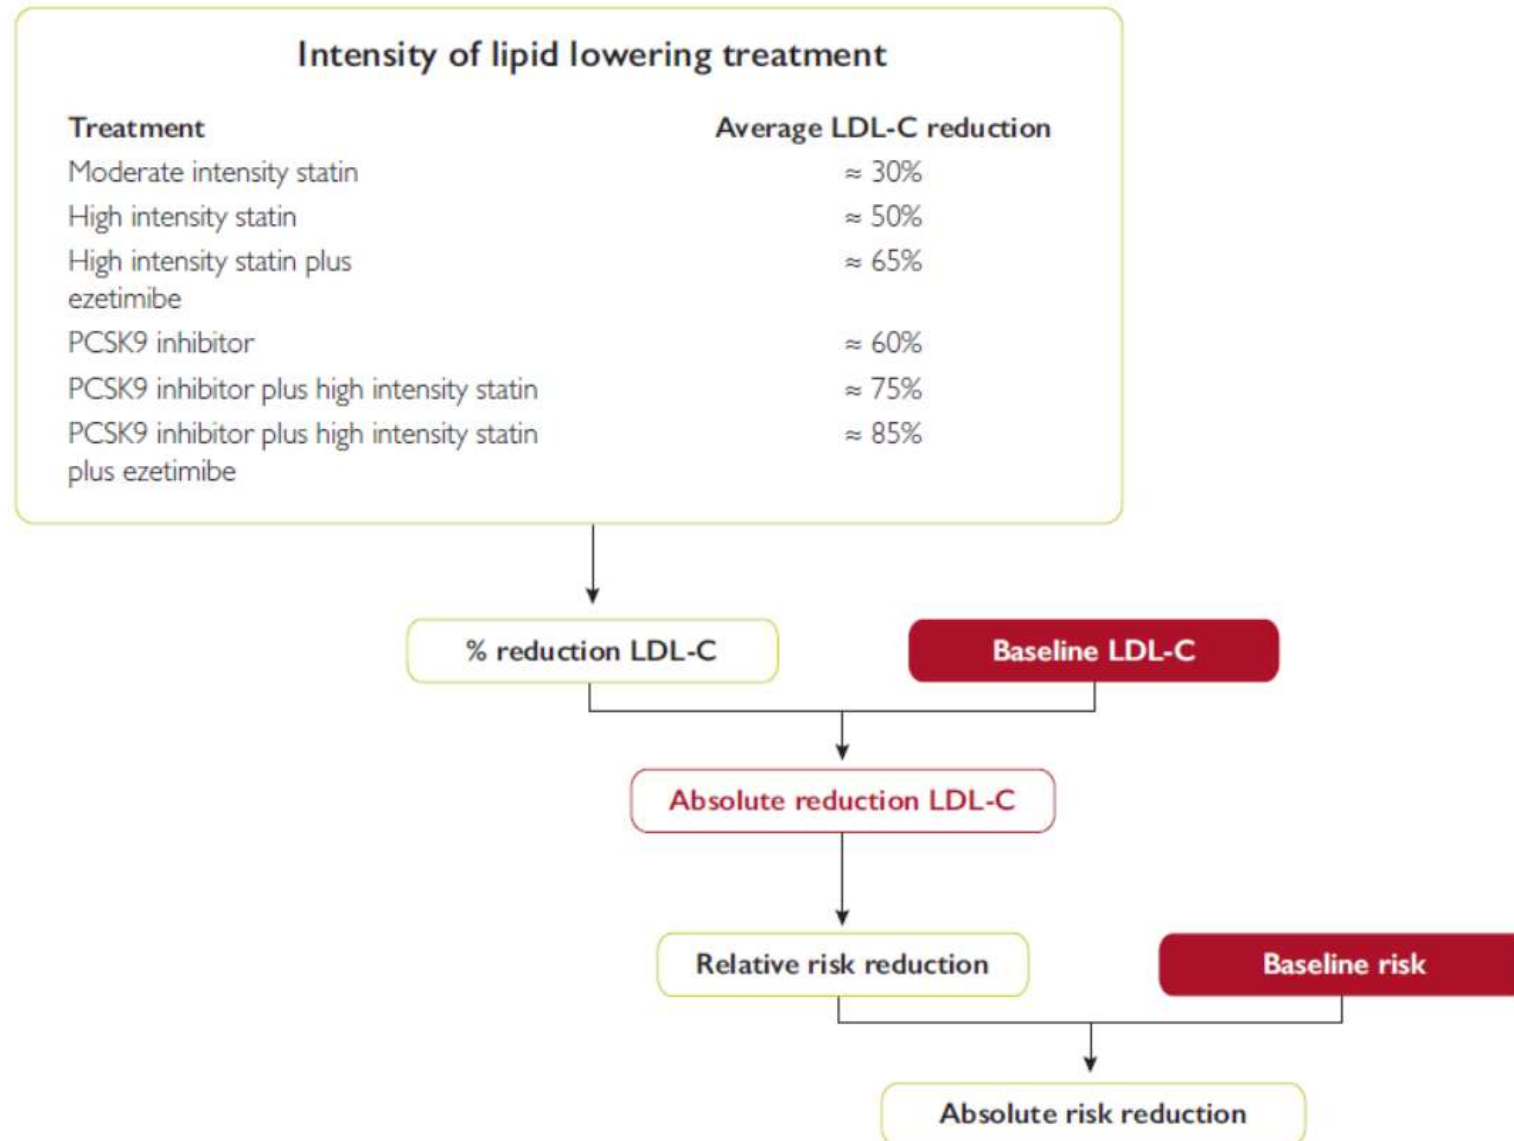 Intensity of lipid lowering treatment
Treatment Average LDL-C reduction
Moderate intensity statin ≈ 30%
High intensity statin ≈ 50%
High intensity statin plus ≈ 65%
ezetimibe
PCSK9 inhibitor ≈ 60%
PCSK9 inhibitor plus high intensity statin ≈ 75%
PCSK9 inhibitor plus high intensity statin ≈ 85%
plus ezetimibe
% reduction LDL-C Baseline LDL-C
Absolute reduction LDL-C
Relative risk reduction Baseline risk
Absolute risk reduction